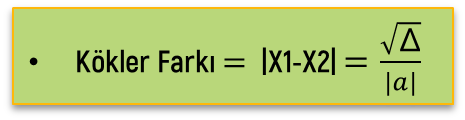 • Kökler Farkı = |X1-X2| = √Δ / |a|